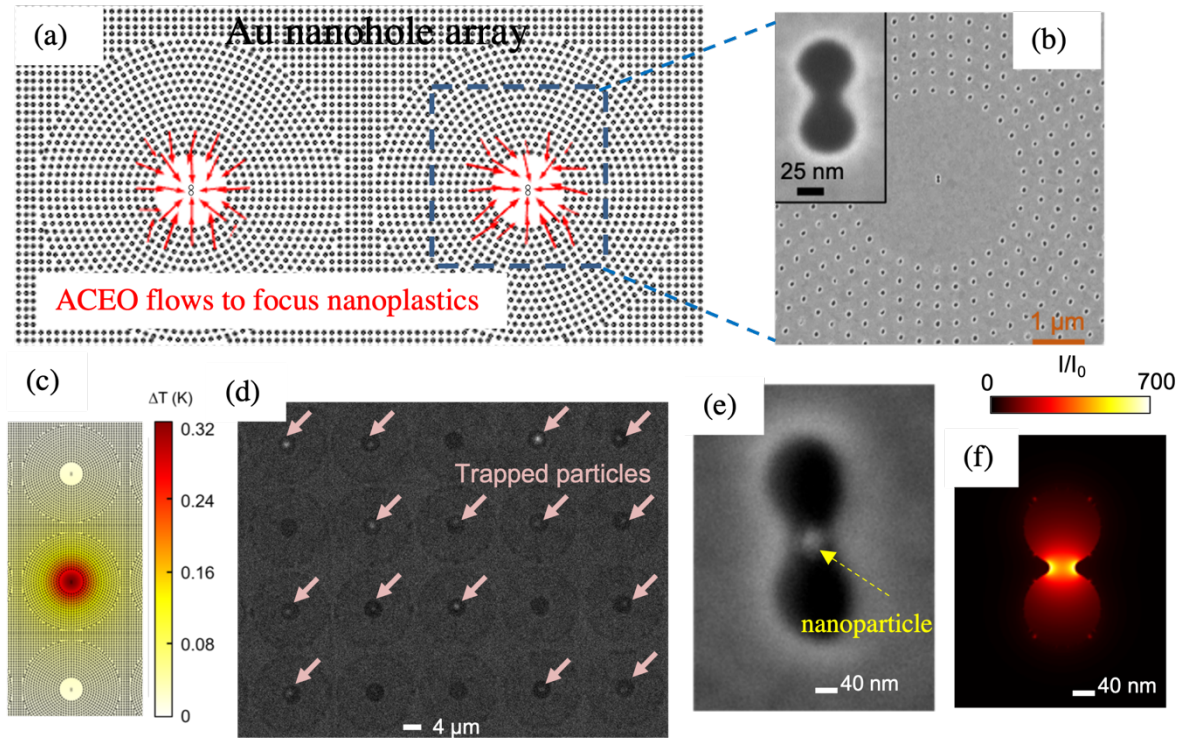 (a)
Au nanohole array
ACEO flows to focus nanoplastics
(b)
25 nm
1 µm
(c)
ΔT (K)
0.32
0.24
0.16
0.08
0
(d)
Trapped particles
4 µm
(e)
nanoparticle
40 nm
I/I₀
0
700
(f)
40 nm